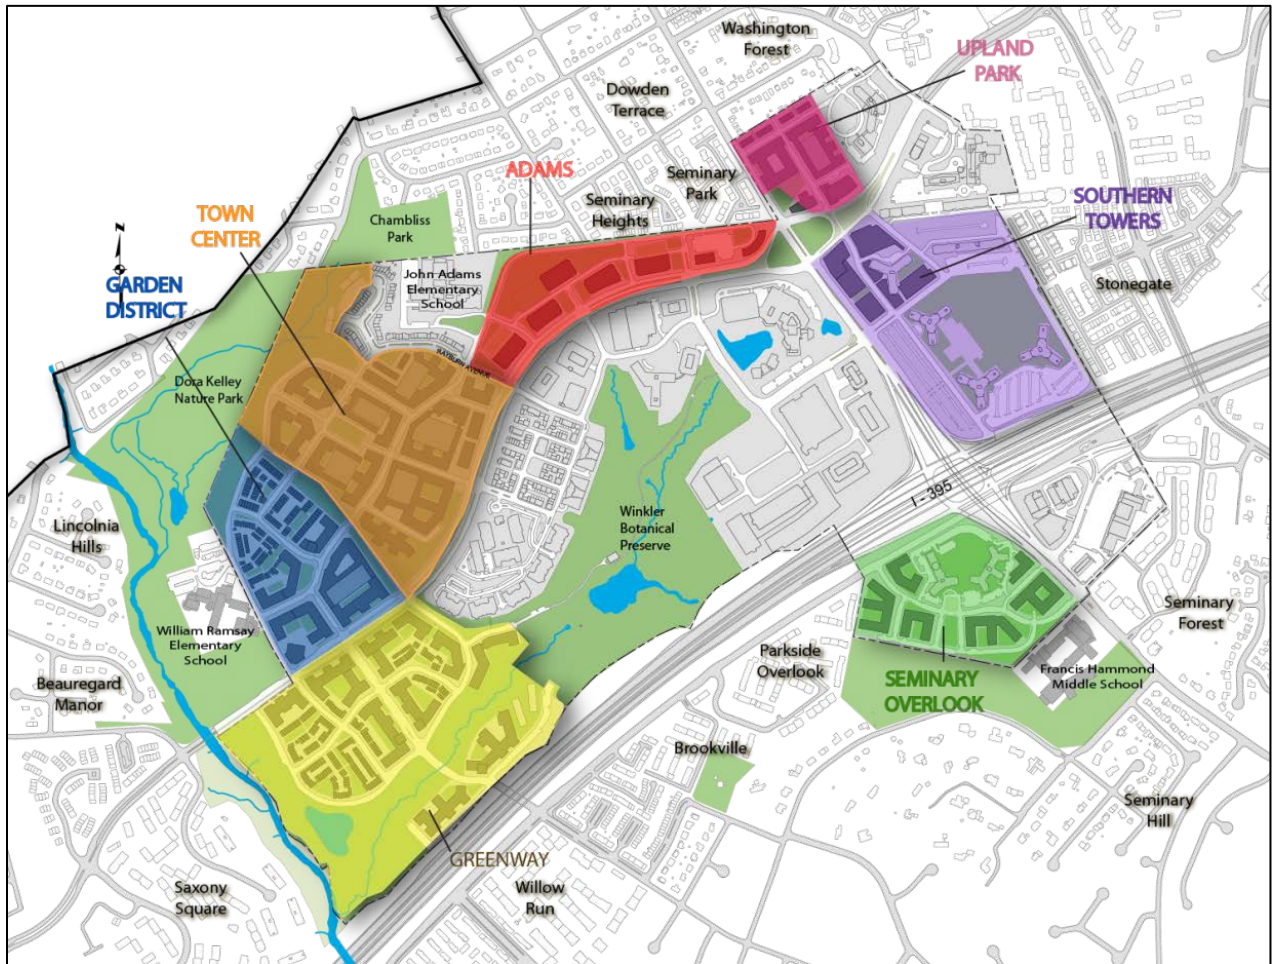 Washington
Forest
UPLAND
PARK
Dowden
Terrace
ADAMS
Seminary
Park
Seminary
Heights
SOUTHERN
TOWERS
TOWN
CENTER
Chambliss
Park
N
GARDEN
DISTRICT
John Adams
Elementary
School
Stonegate
RAYBURN AVENUE
Dora Kelley
Nature Park
I - 395
Lincolnia
Hills
Winkler
Botanical
Preserve
William Ramsay
Elementary
School
Seminary
Forest
Parkside
Overlook
SEMINARY
OVERLOOK
Francis Hammond
Middle School
Beauregard
Manor
Brookville
Seminary
Hill
GREENWAY
Saxony
Square
Willow
Run